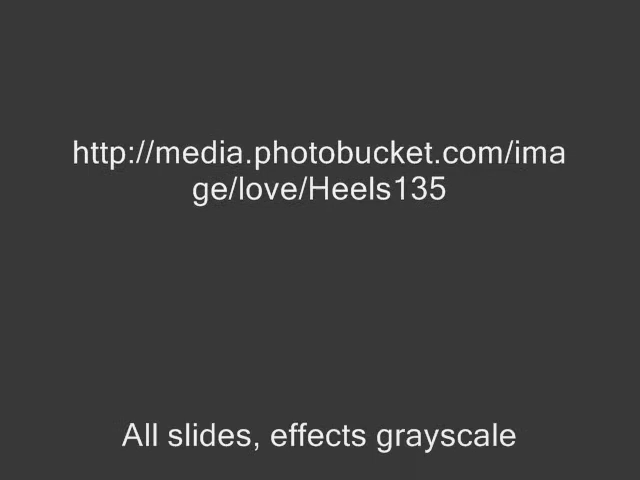 http://media.photobucket.com/ima
ge/love/Heels135
All slides, effects grayscale